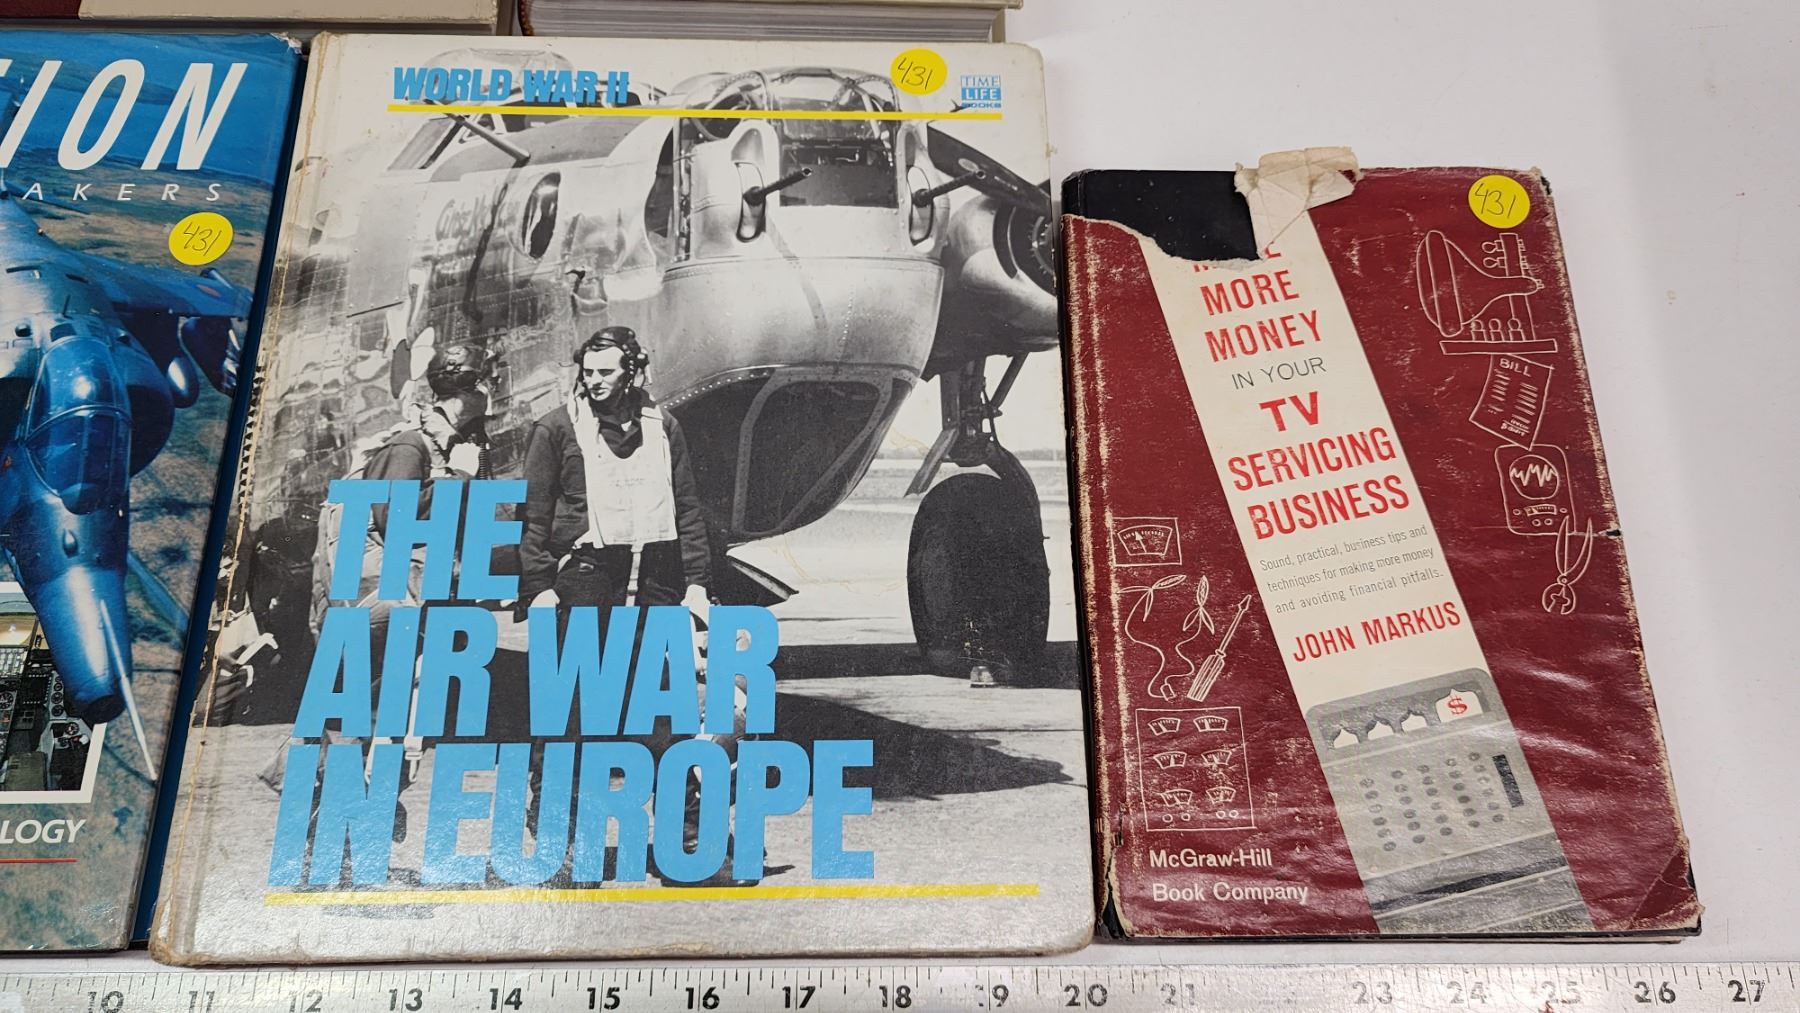 ION
AKERS
431
LOGY
WORLD WAR II
431
TIME
LIFE
BOOKS
THE
AIR WAR
IN EUROPE
431
MORE
MONEY
IN YOUR
TV
SERVICING
BUSINESS
Sound, practical, business tips and
techniques for making more money
and avoiding financial pitfalls.
JOHN MARKUS
BILL
$
McGraw-Hill
Book Company
10 11 12 13 14 15 16 17 18 19 20 21 23 24 25 26 27